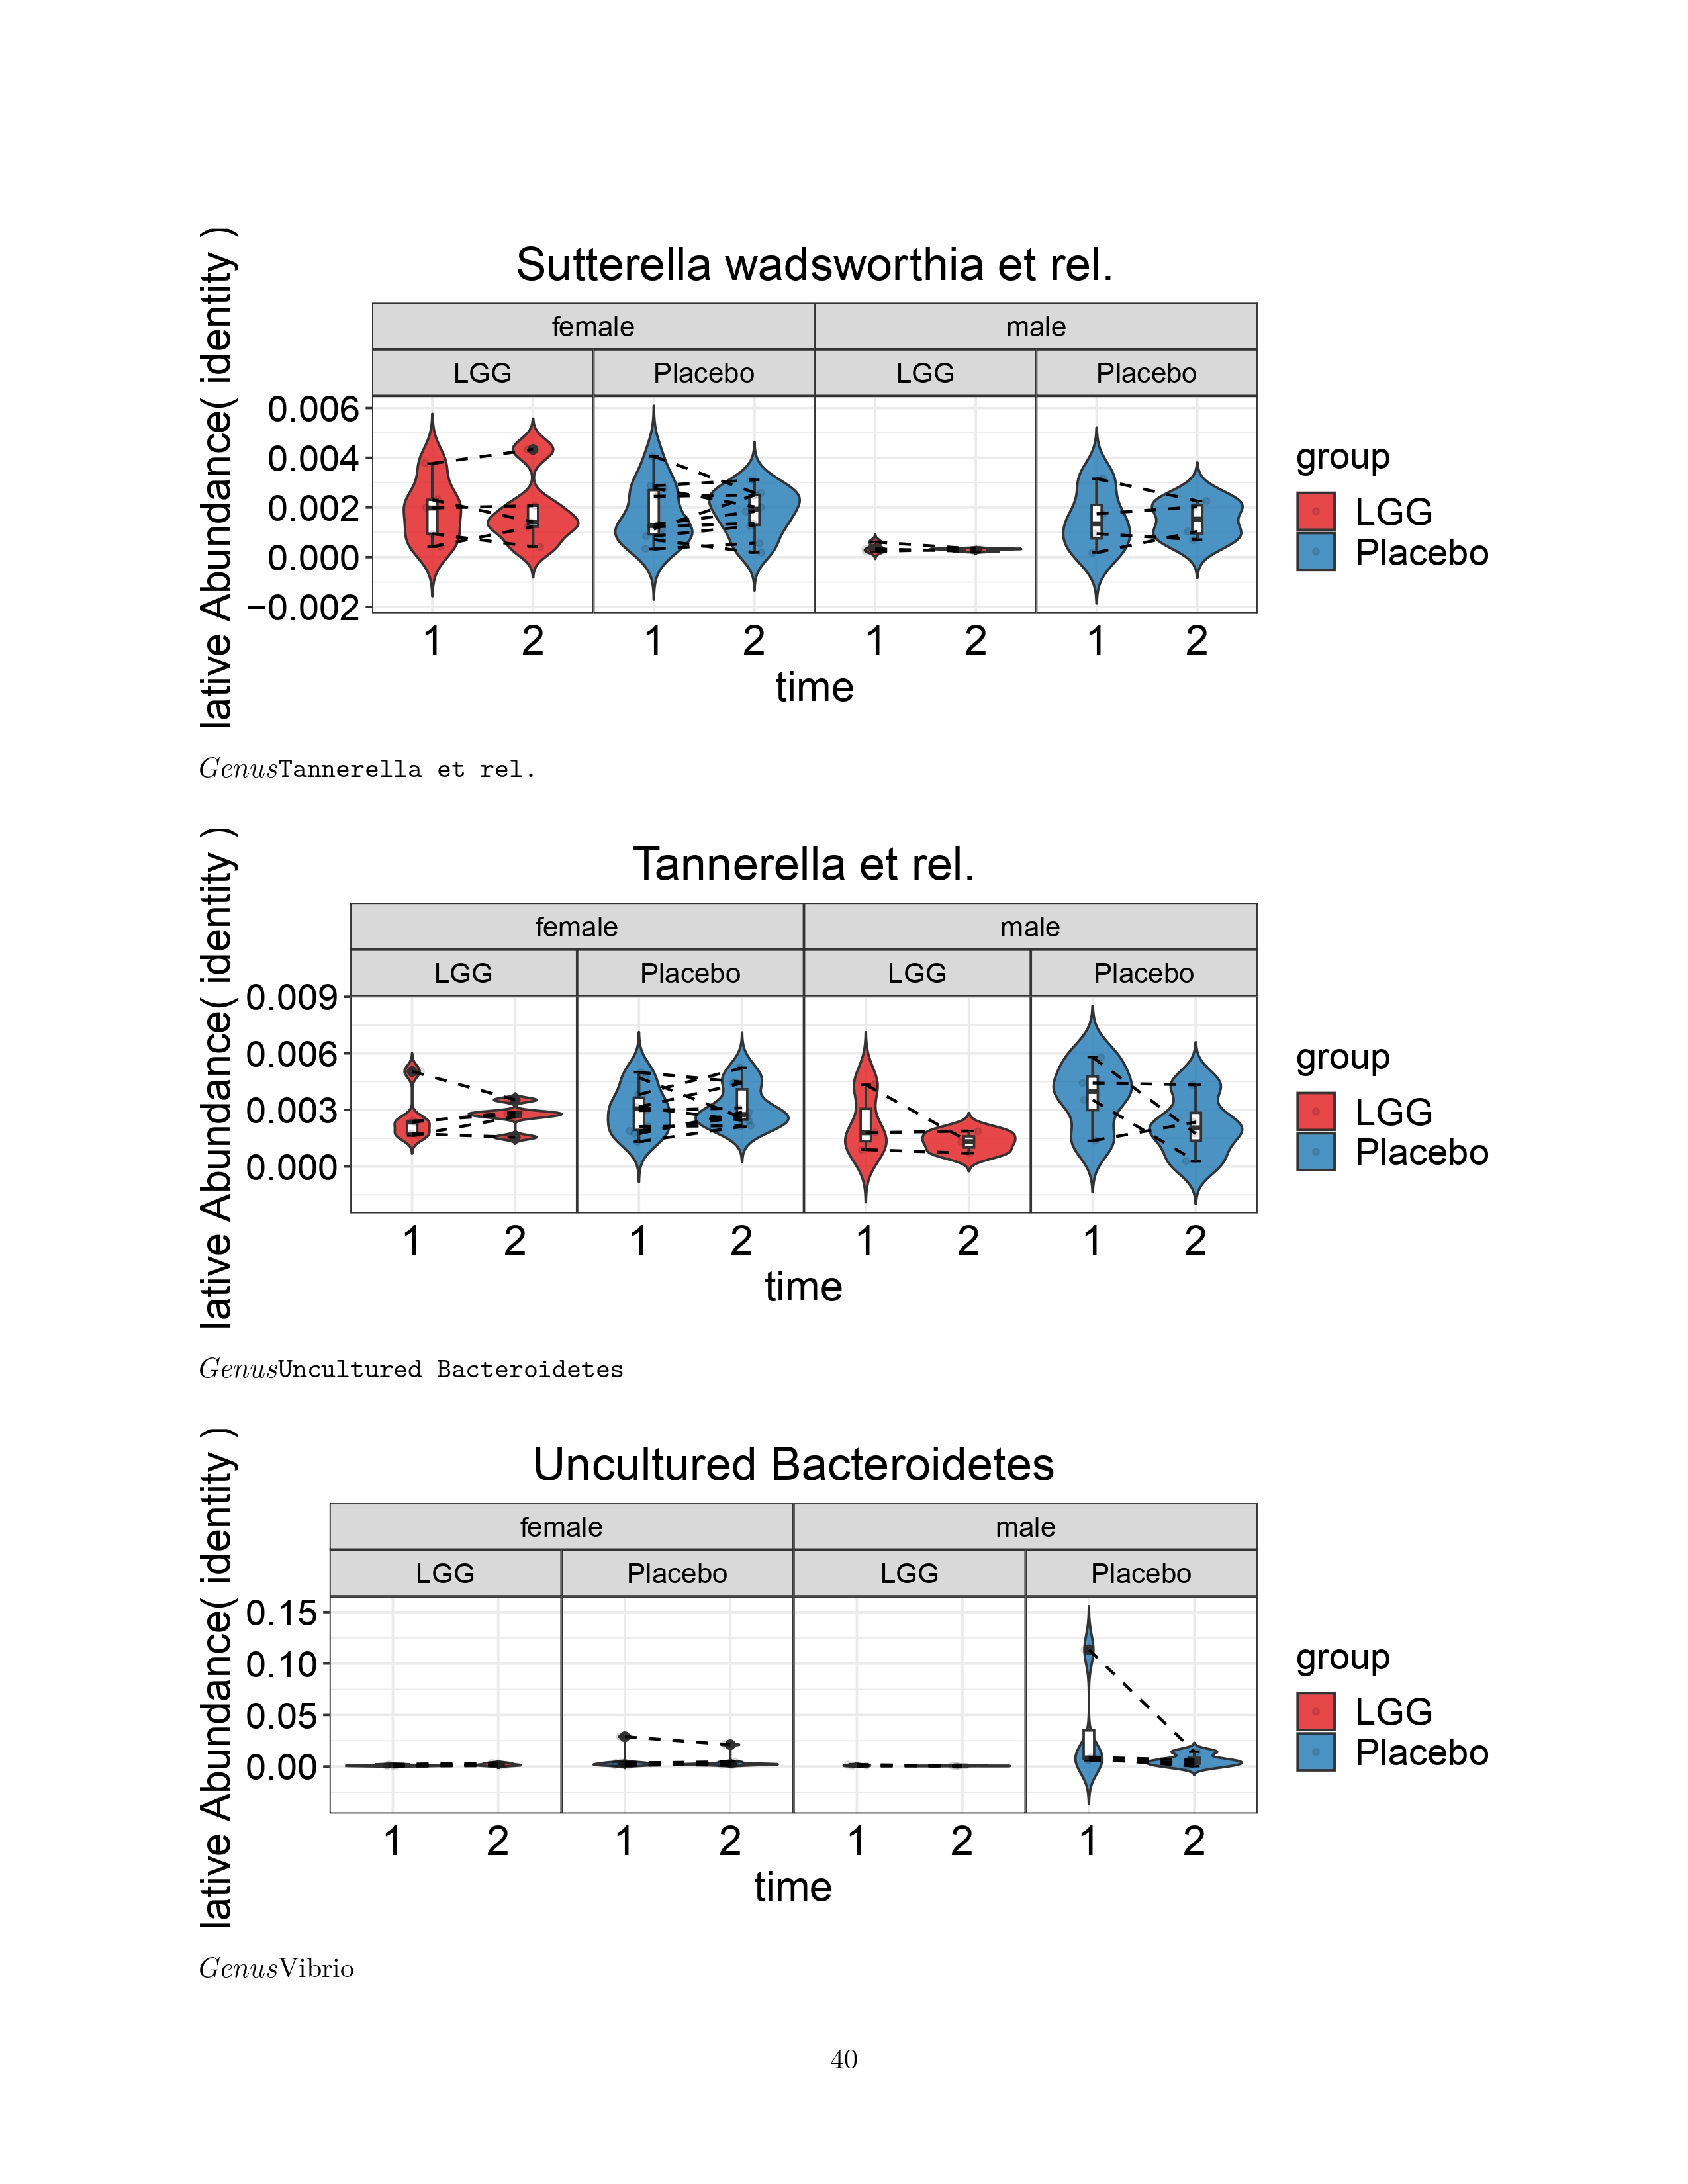 Sutterella wadsworthia et rel.
female male
LGG Placebo LGG Placebo
lative Abundance( identity )
0.006
0.004
0.002
0.000
−0.002
1 2 1 2 1 2 1 2
time
group
LGG
Placebo
GenusTannerella et rel.
Tannerella et rel.
female male
LGG Placebo LGG Placebo
lative Abundance( identity )
0.009
0.006
0.003
0.000
1 2 1 2 1 2 1 2
time
group
LGG
Placebo
GenusUncultured Bacteroidetes
Uncultured Bacteroidetes
female male
LGG Placebo LGG Placebo
lative Abundance( identity )
0.15
0.10
0.05
0.00
1 2 1 2 1 2 1 2
time
group
LGG
Placebo
GenusVibrio
40